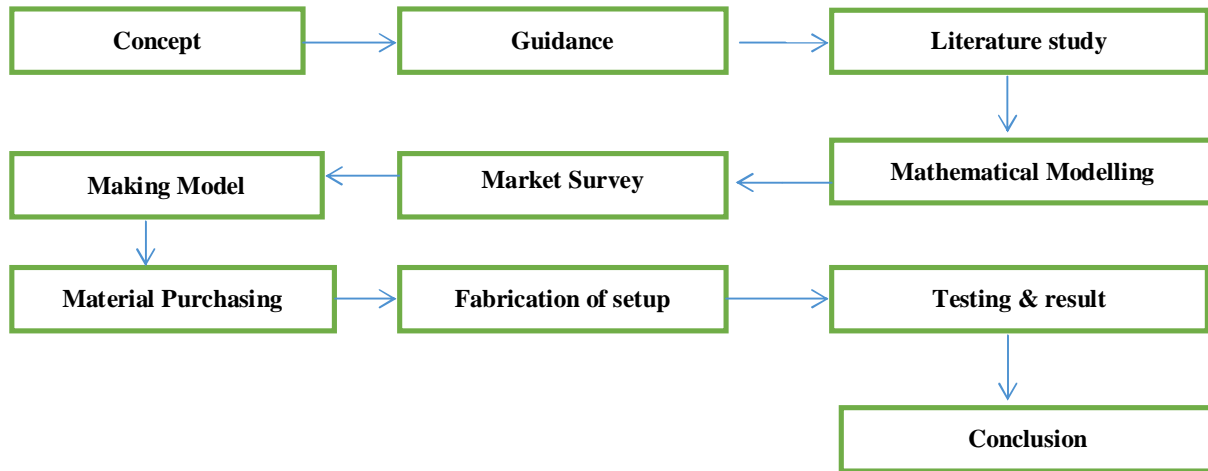 Concept
Guidance
Literature study
Mathematical Modelling
Market Survey
Making Model
Material Purchasing
Fabrication of setup
Testing & result
Conclusion